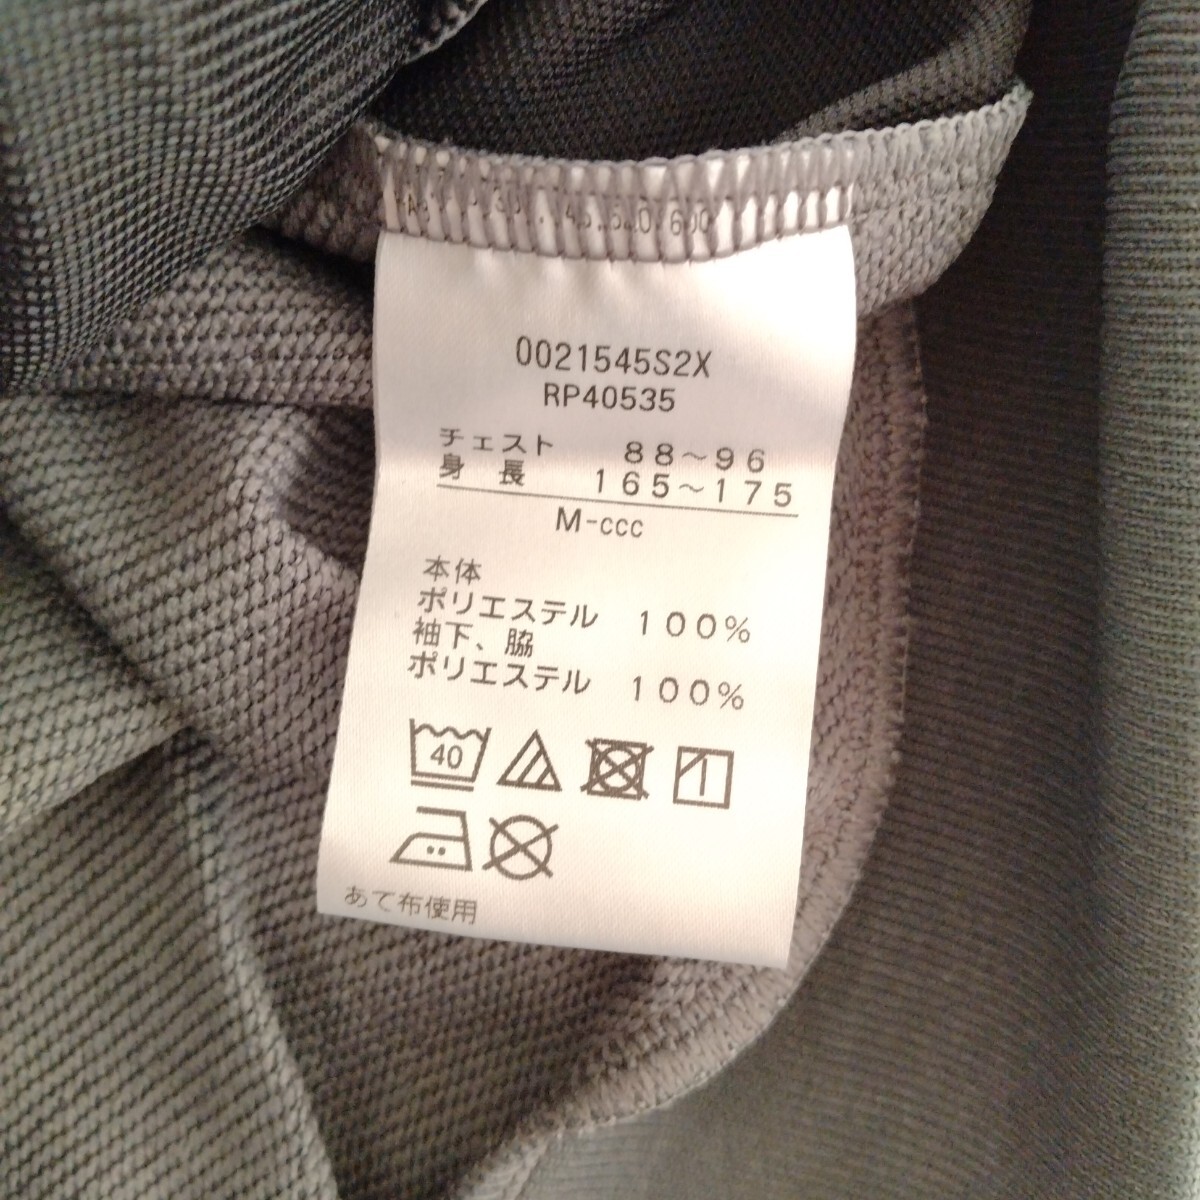 0021545S2X
RP40535
チェスト 88~96
身長 165~175
M-ccc
本体
ポリエステル 100%
袖下、脇
ポリエステル 100%
40
あて布使用